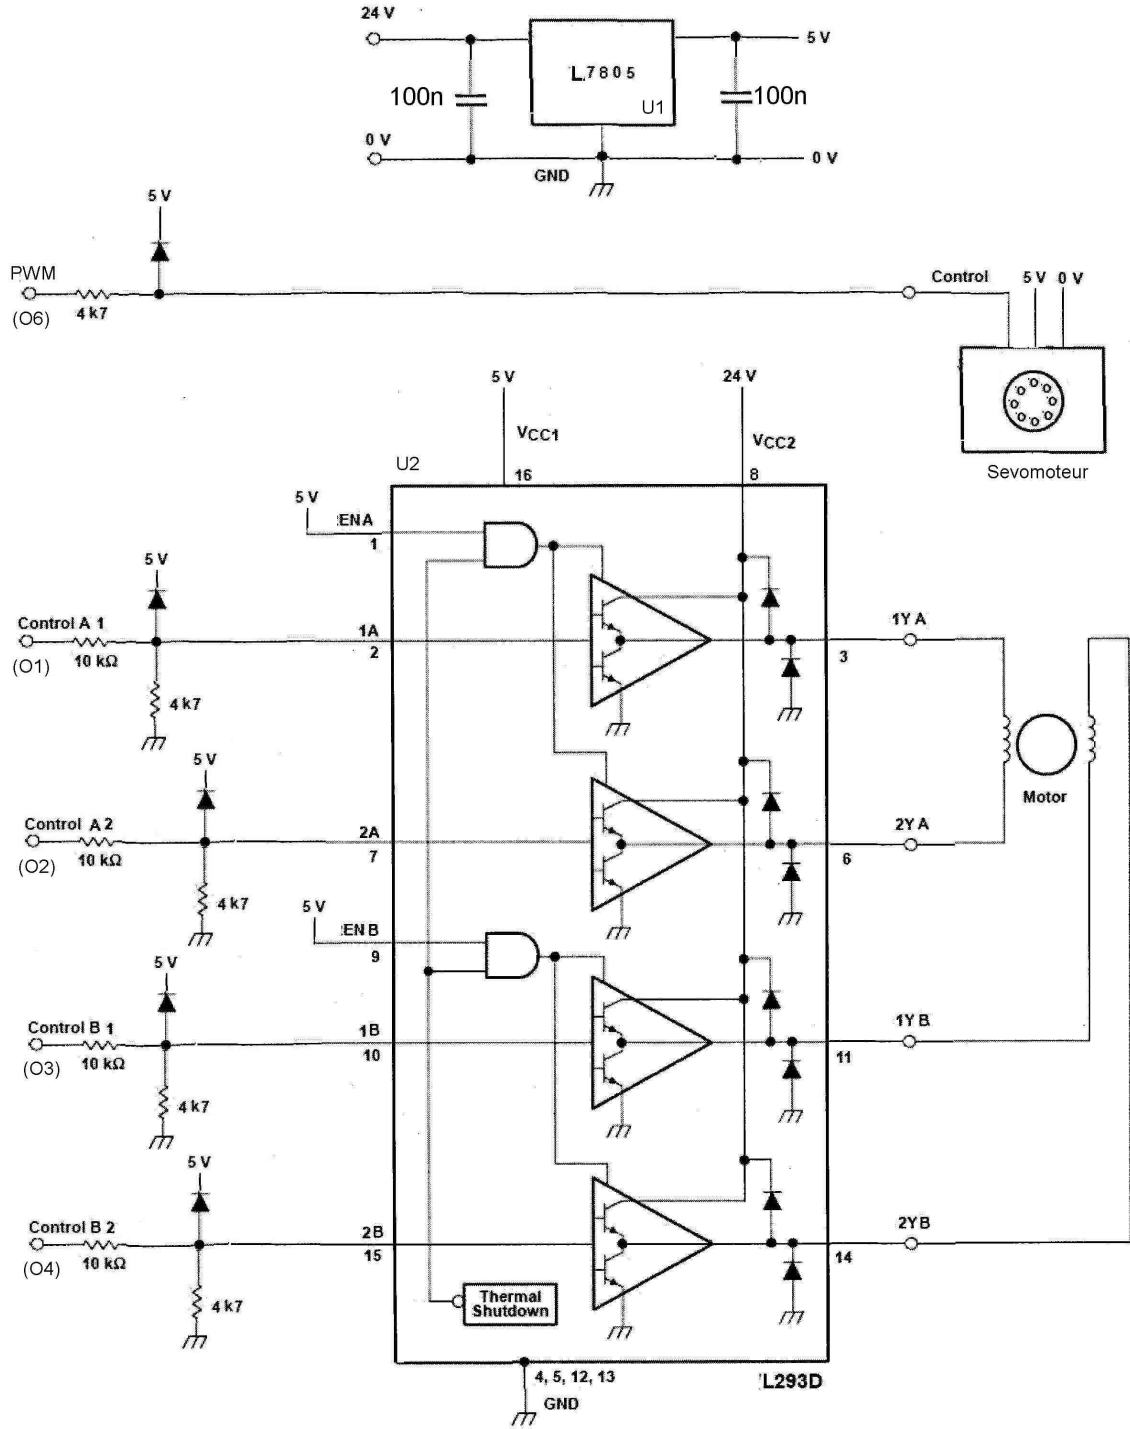 24 V
5 V
L7805
U1
100n
100n
0 V
0 V
GND
5 V
PWM
(O6)
4 k7
Control
5 V 0 V
Sevomoteur
5 V
24 V
VCC1
VCC2
U2
16
8
5 V
EN A
1
5 V
Control A 1
(O1)
10 kΩ
4 k7
1A
2
3
1Y A
5 V
Control A 2
(O2)
10 kΩ
4 k7
2A
7
6
2Y A
Motor
5 V
EN B
9
5 V
Control B 1
(O3)
10 kΩ
4 k7
1B
10
11
1Y B
5 V
Control B 2
(O4)
10 kΩ
4 k7
2B
15
14
2Y B
Thermal
Shutdown
4, 5, 12, 13
GND
L293D